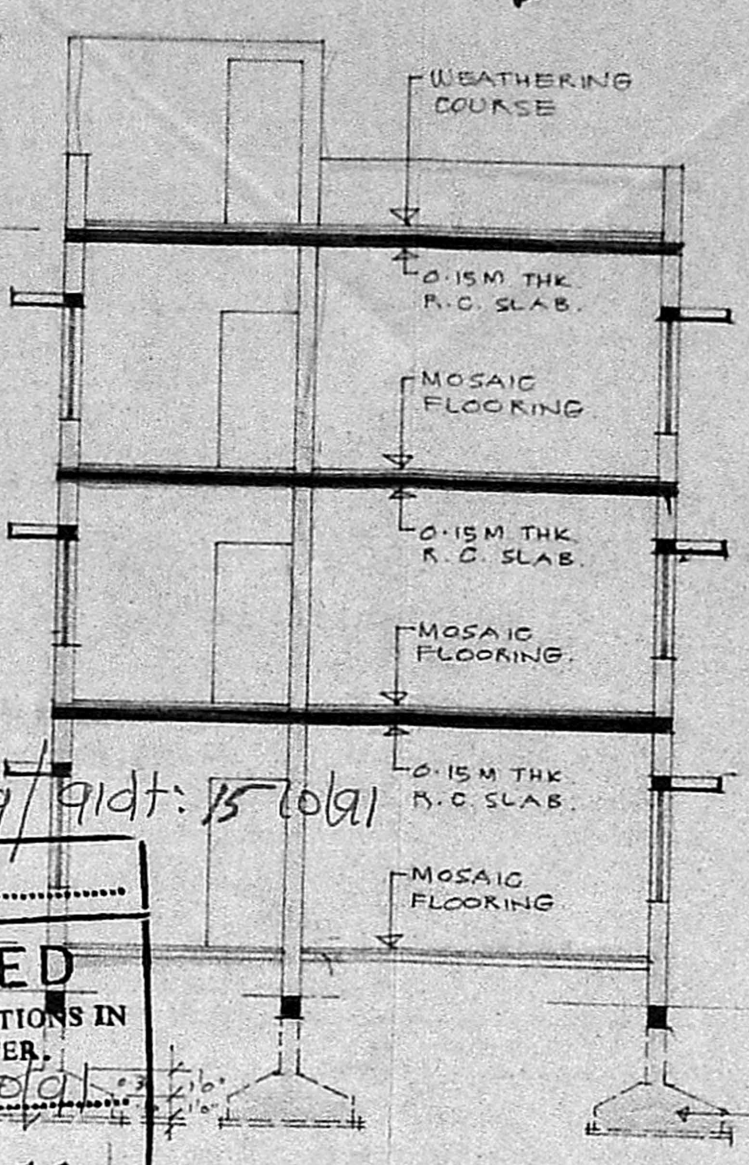 WEATHERING
COURSE
0.15M THK.
R.C. SLAB.
MOSAIC
FLOORING.
0.15M THK.
R.C. SLAB.
MOSAIC
FLOORING.
0.15M THK.
R.C SLAB.
91dt:
MOSAIC
FLOORING.
ED
TIONS IN
ER.